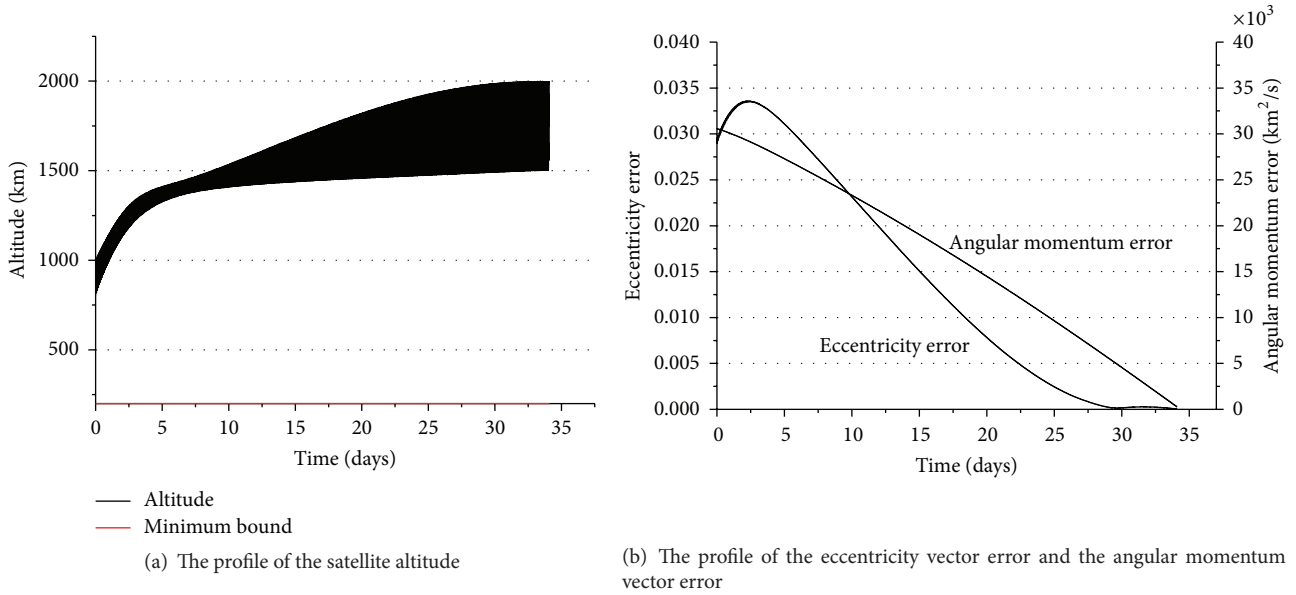 2000
1500
1000
500
Altitude (km)
0 5 10 15 20 25 30 35
Time (days)
Altitude
Minimum bound
(a) The profile of the satellite altitude
×10³
0.040
0.035
0.030
0.025
0.020
0.015
0.010
0.005
0.000
Eccentricity error
40
35
30
25
20
15
10
5
0
Angular momentum error (km²/s)
Angular momentum error
Eccentricity error
0 5 10 15 20 25 30 35
Time (days)
(b) The profile of the eccentricity vector error and the angular momentum
vector error